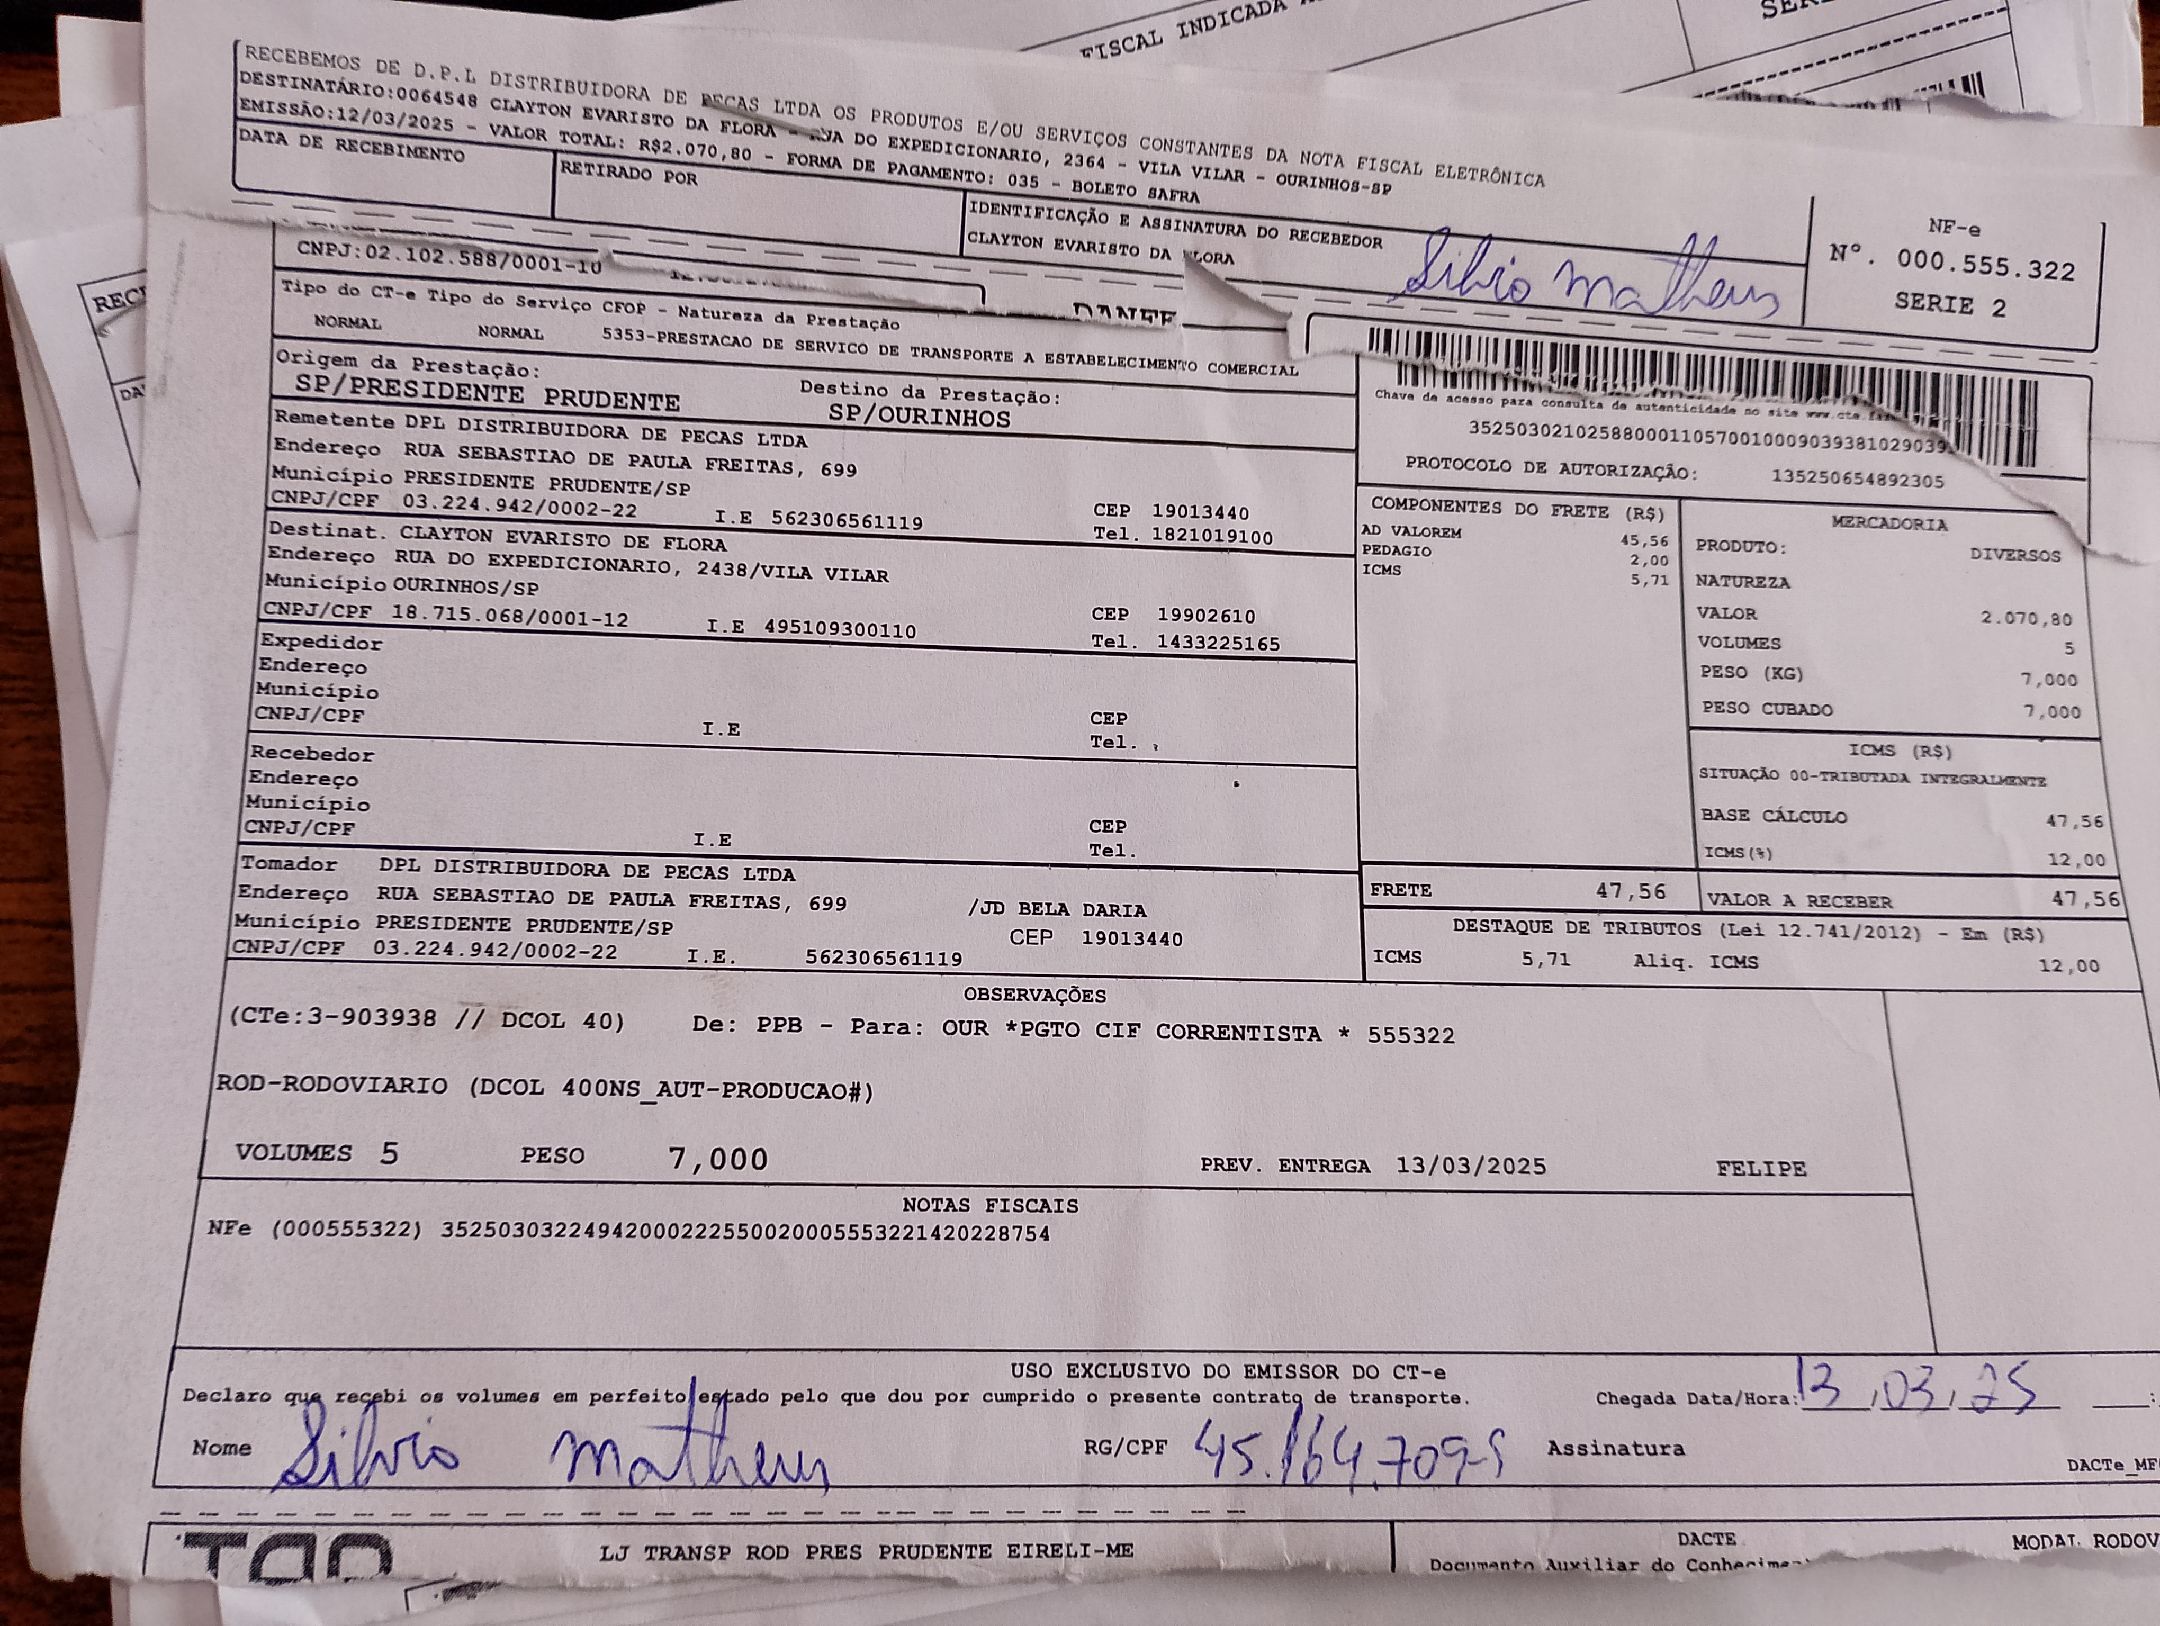 FISCAL INDICADA
RECEBEMOS DE D.P.L DISTRIBUIDORA DE PECAS LTDA OS PRODUTOS E/OU SERVIÇOS CONSTANTES DA NOTA FISCAL ELETRÔNICA
DESTINATÁRIO:0064548 CLAYTON EVARISTO DA FLORA - RUA DO EXPEDICIONARIO, 2364 - VILA VILAR - OURINHOS-SP
EMISSÃO:12/03/2025 - VALOR TOTAL: R$2.070,80 - FORMA DE PAGAMENTO: 035 - BOLETO SAFRA
DATA DE RECEBIMENTO
RETIRADO POR
IDENTIFICAÇÃO E ASSINATURA DO RECEBEDOR
CLAYTON EVARISTO DA FLORA
Silvio Matheus
NF-e
Nº. 000.555.322
SERIE 2
CNPJ:02.102.588/0001-10
DANFE
Tipo do CT-e Tipo do Serviço CFOP - Natureza da Prestação
NORMAL NORMAL 5353-PRESTACAO DE SERVICO DE TRANSPORTE A ESTABELECIMENTO COMERCIAL
Origem da Prestação: Destino da Prestação:
SP/PRESIDENTE PRUDENTE SP/OURINHOS
Remetente DPL DISTRIBUIDORA DE PECAS LTDA
Endereço RUA SEBASTIAO DE PAULA FREITAS, 699
Município PRESIDENTE PRUDENTE/SP CEP 19013440
CNPJ/CPF 03.224.942/0002-22 I.E 562306561119 Tel. 1821019100
Destinat. CLAYTON EVARISTO DE FLORA
Endereço RUA DO EXPEDICIONARIO, 2438/VILA VILAR
Município OURINHOS/SP CEP 19902610
CNPJ/CPF 18.715.068/0001-12 I.E 495109300110 Tel. 1433225165
Expedidor
Endereço
Município CEP
CNPJ/CPF I.E Tel.
Recebedor
Endereço
Município CEP
CNPJ/CPF I.E Tel.
Tomador DPL DISTRIBUIDORA DE PECAS LTDA
Endereço RUA SEBASTIAO DE PAULA FREITAS, 699 /JD BELA DARIA
Município PRESIDENTE PRUDENTE/SP CEP 19013440
CNPJ/CPF 03.224.942/0002-22 I.E. 562306561119
Chave de acesso para consulta de autenticidade no site www.cte
3525030210258800011057001000903938102903
PROTOCOLO DE AUTORIZAÇÃO: 135250654892305
COMPONENTES DO FRETE (R$)
AD VALOREM 45,56
PEDAGIO 2,00
ICMS 5,71
MERCADORIA
PRODUTO: DIVERSOS
NATUREZA
VALOR 2.070,80
VOLUMES 5
PESO (KG) 7,000
PESO CUBADO 7,000
ICMS (R$)
SITUAÇÃO 00-TRIBUTADA INTEGRALMENTE
BASE CÁLCULO 47,56
ICMS(%) 12,00
FRETE 47,56 VALOR A RECEBER 47,56
DESTAQUE DE TRIBUTOS (Lei 12.741/2012) - Em (R$)
ICMS 5,71 Aliq. ICMS 12,00
OBSERVAÇÕES
(CTe:3-903938 // DCOL 40) De: PPB - Para: OUR *PGTO CIF CORRENTISTA * 555322
ROD-RODOVIARIO (DCOL 400NS_AUT-PRODUCAO#)
VOLUMES 5 PESO 7,000 PREV. ENTREGA 13/03/2025 FELIPE
NOTAS FISCAIS
NFe (000555322) 35250303224942000222550020005553221420228754
USO EXCLUSIVO DO EMISSOR DO CT-e
Declaro que recebi os volumes em perfeito estado pelo que dou por cumprido o presente contrato de transporte. Chegada Data/Hora: 13,03,25
Nome Silvio Matheus RG/CPF 45.164.709-5 Assinatura
LJ TRANSP ROD PRES PRUDENTE EIRELI-ME
DACTE
Documento Auxiliar do